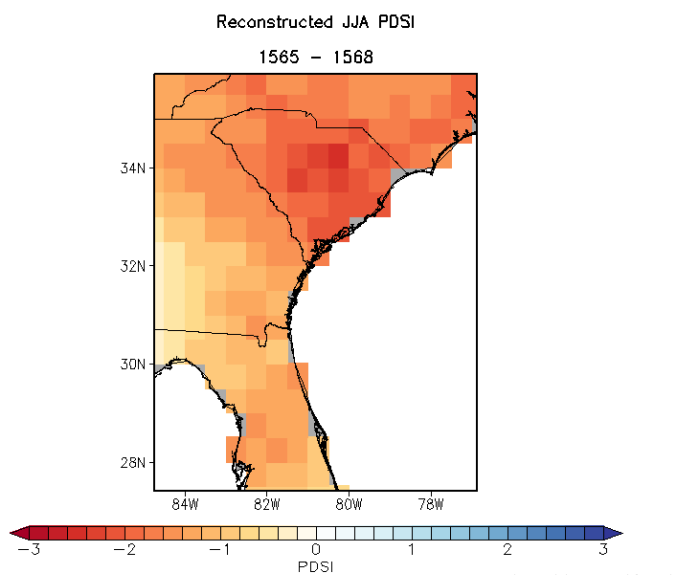 Reconstructed JJA PDSI
1565 – 1568
34N
32N
30N
28N
84W 82W 80W 78W
−3 −2 −1 0 1 2 3
PDSI